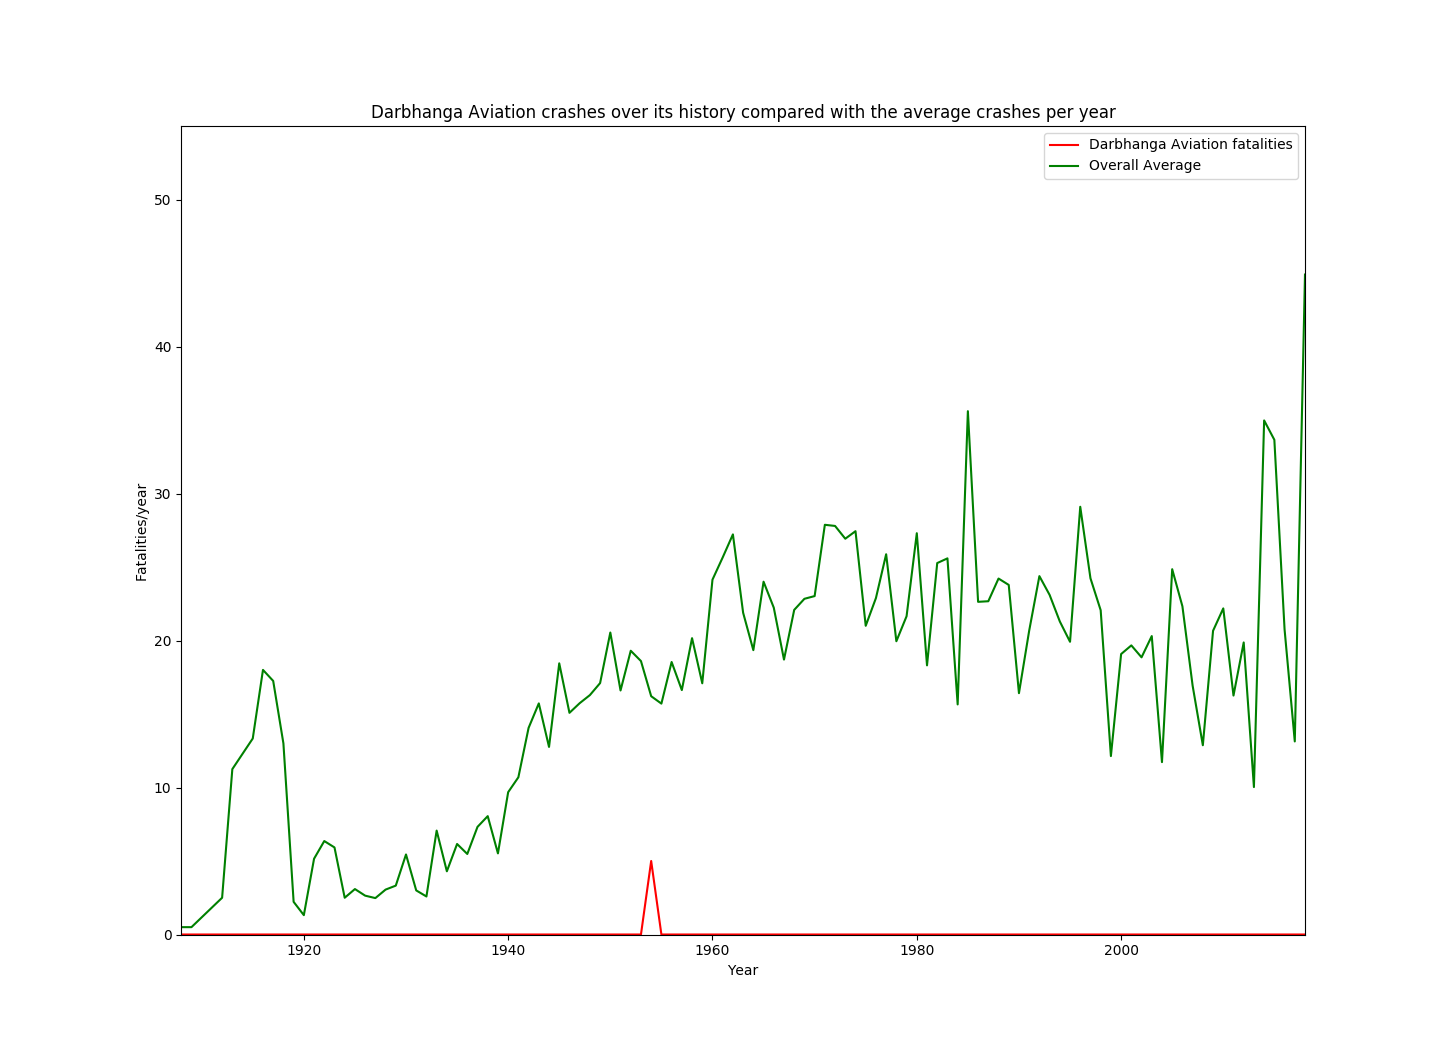 Darbhanga Aviation crashes over its history compared with the average crashes per year
Darbhanga Aviation fatalities
Overall Average
50
40
30
20
10
0
Fatalities/year
1920 1940 1960 1980 2000
Year